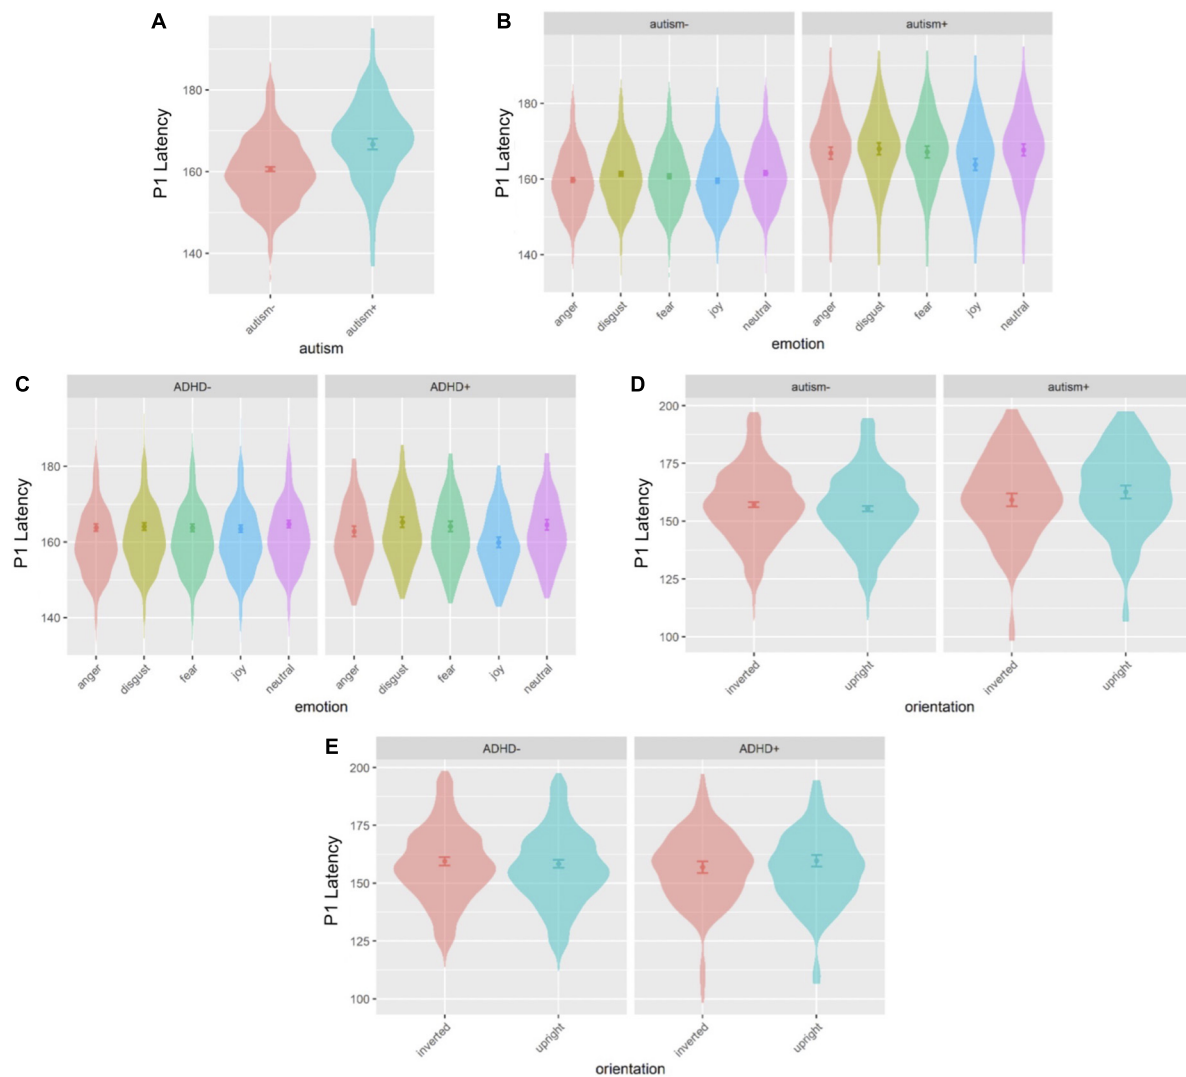 A
P1 Latency
180
160
140
autism-
autism+
autism
B
autism-
autism+
P1 Latency
180
160
140
anger
disgust
fear
joy
neutral
anger
disgust
fear
joy
neutral
emotion
C
ADHD-
ADHD+
P1 Latency
180
160
140
anger
disgust
fear
joy
neutral
anger
disgust
fear
joy
neutral
emotion
D
autism-
autism+
P1 Latency
200
175
150
125
100
inverted
upright
inverted
upright
orientation
E
ADHD-
ADHD+
P1 Latency
200
175
150
125
100
inverted
upright
inverted
upright
orientation